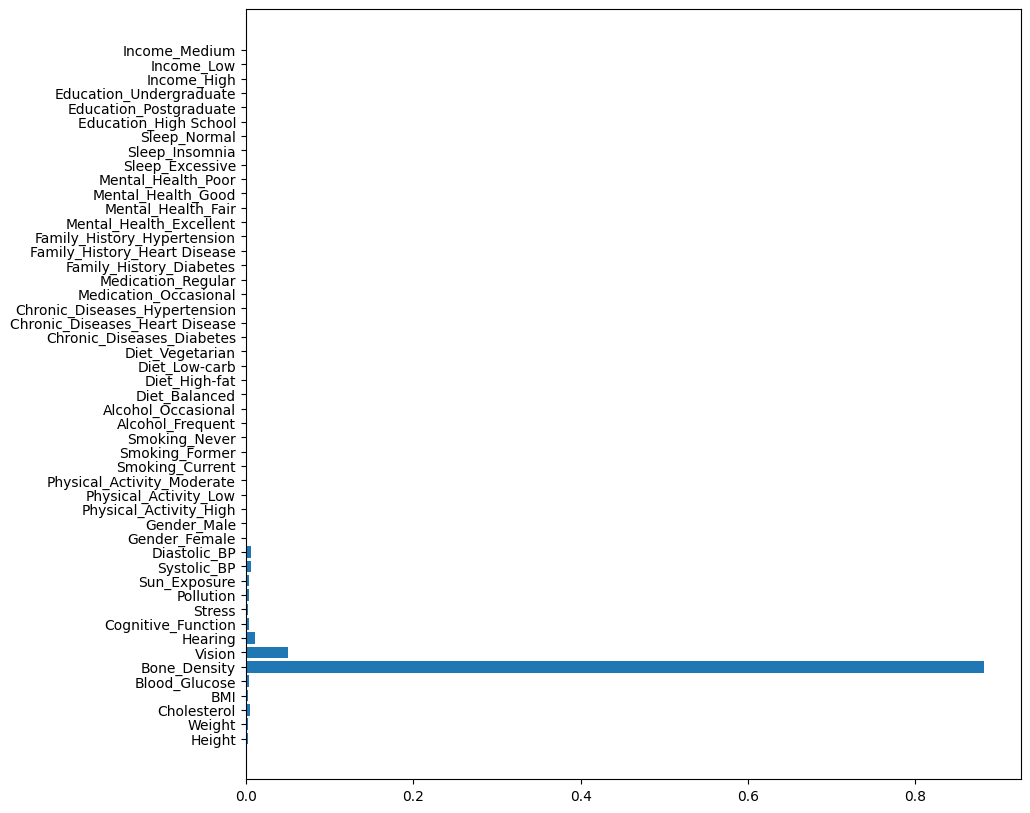 Income_Medium
Income_Low
Income_High
Education_Undergraduate
Education_Postgraduate
Education_High School
Sleep_Normal
Sleep_Insomnia
Sleep_Excessive
Mental_Health_Poor
Mental_Health_Good
Mental_Health_Fair
Mental_Health_Excellent
Family_History_Hypertension
Family_History_Heart Disease
Family_History_Diabetes
Medication_Regular
Medication_Occasional
Chronic_Diseases_Hypertension
Chronic_Diseases_Heart Disease
Chronic_Diseases_Diabetes
Diet_Vegetarian
Diet_Low-carb
Diet_High-fat
Diet_Balanced
Alcohol_Occasional
Alcohol_Frequent
Smoking_Never
Smoking_Former
Smoking_Current
Physical_Activity_Moderate
Physical_Activity_Low
Physical_Activity_High
Gender_Male
Gender_Female
Diastolic_BP
Systolic_BP
Sun_Exposure
Pollution
Stress
Cognitive_Function
Hearing
Vision
Bone_Density
Blood_Glucose
BMI
Cholesterol
Weight
Height
0.0 0.2 0.4 0.6 0.8